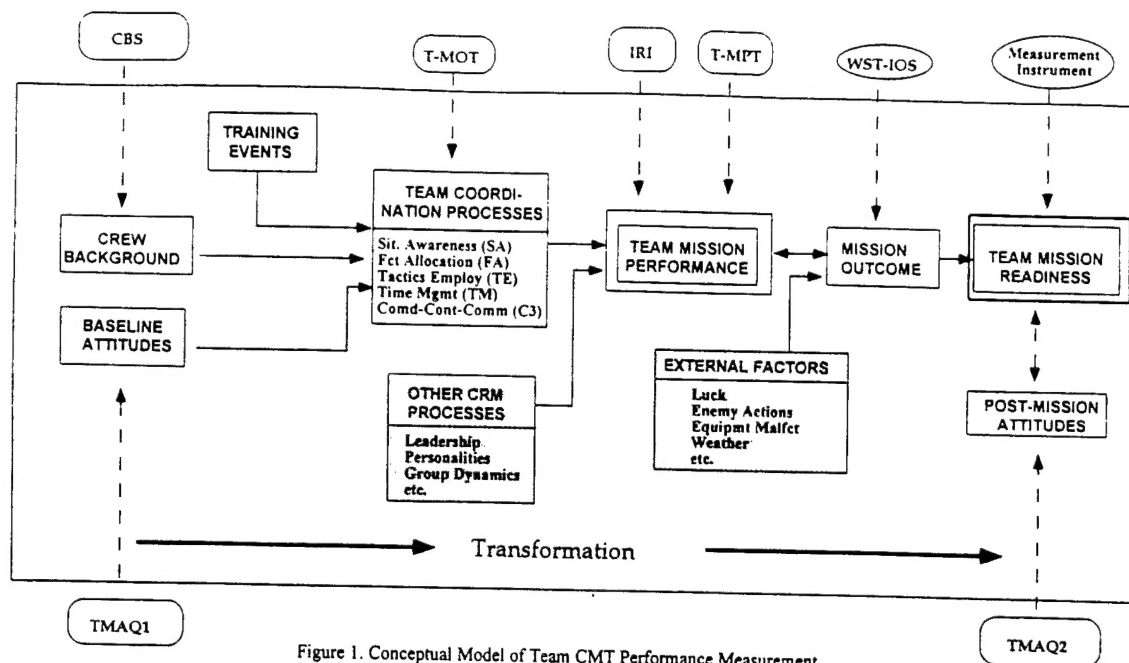 CBS
T-MOT
IRI
T-MPT
WST-IOS
Measurement
Instrument
TRAINING
EVENTS
TEAM COORDI-
NATION PROCESSES
Sit. Awareness (SA)
Fct Allocation (FA)
Tactics Employ (TE)
Time Mgmt (TM)
Comd-Cont-Comm (C3)
CREW
BACKGROUND
BASELINE
ATTITUDES
TEAM MISSION
PERFORMANCE
MISSION
OUTCOME
TEAM MISSION
READINESS
OTHER CRM
PROCESSES
Leadership
Personalities
Group Dynamics
etc.
EXTERNAL FACTORS
Luck
Enemy Actions
Equipmt Malfct
Weather
etc.
POST-MISSION
ATTITUDES
Transformation
TMAQ1
TMAQ2
Figure 1. Conceptual Model of Team CMT Performance Measurement